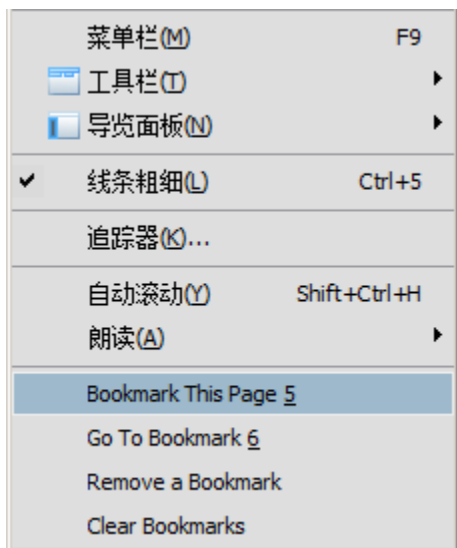 菜单栏(M) F9
工具栏(T)
导览面板(N)
线条粗细(L) Ctrl+5
追踪器(K)...
自动滚动(Y) Shift+Ctrl+H
朗读(A)
Bookmark This Page 5
Go To Bookmark 6
Remove a Bookmark
Clear Bookmarks